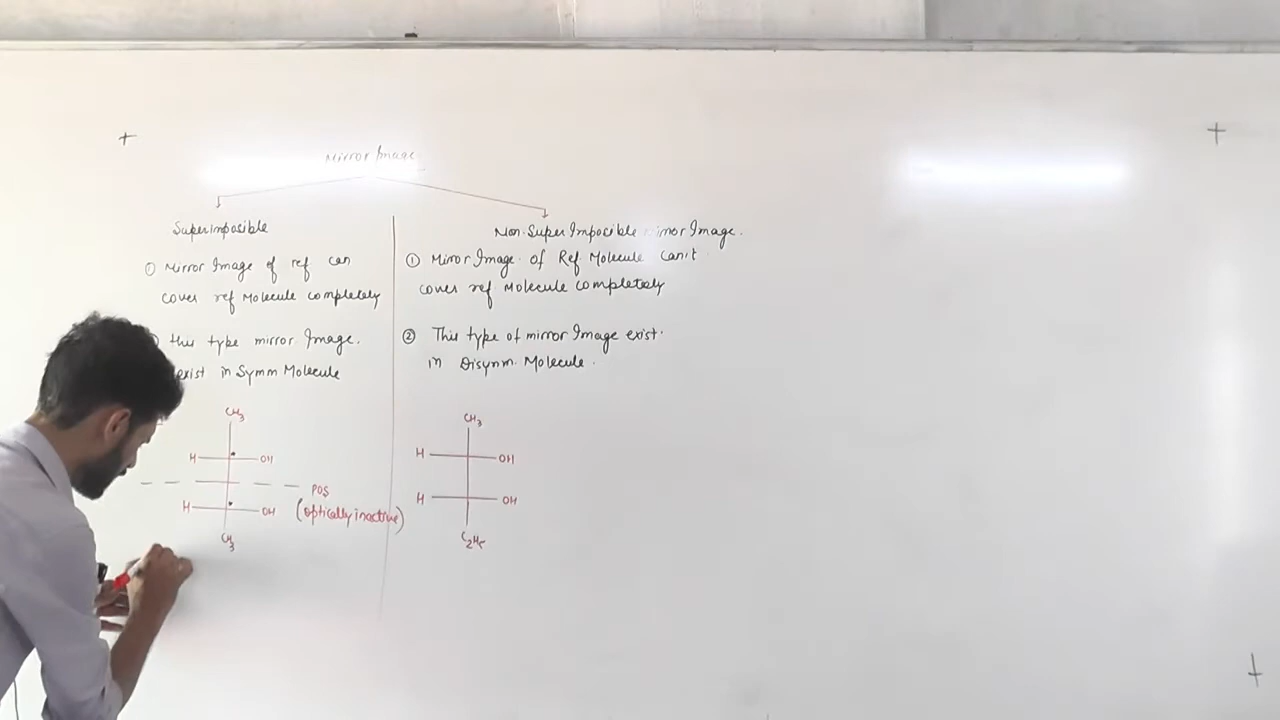 Mirror Image
SuperImposible
① Mirror Image of ref can
cover ref Molecule completely
this type mirror Image.
exist in Symm Molecule
CH3
H OH
POS
H OH (optically inactive)
CH3
Non-SuperImposible Image.
① Mirror Image of Ref Molecule can't
cover ref Molecule completely
② This type of mirror Image exist
in Disymm. Molecule.
CH3
H OH
H OH
C2H5